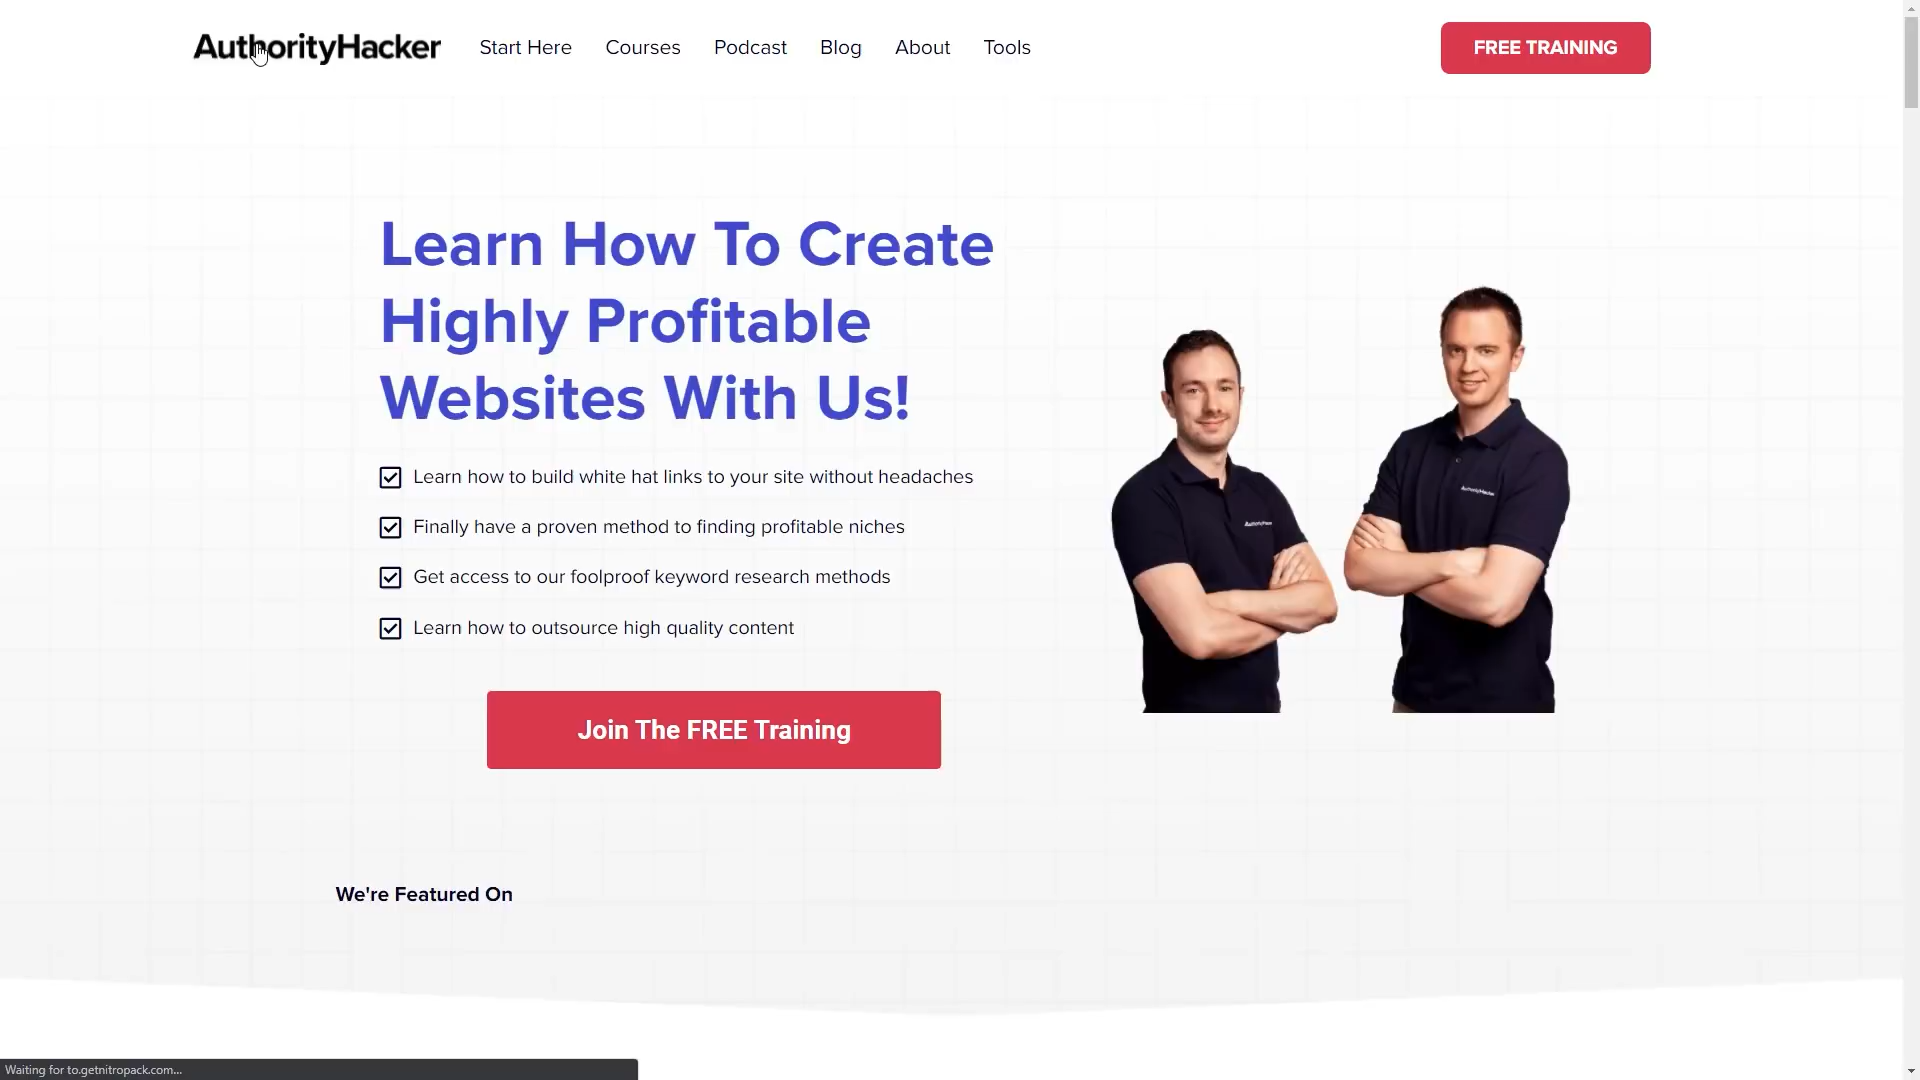 AuthorityHacker Start Here Courses Podcast Blog About Tools FREE TRAINING
Learn How To Create
Highly Profitable
Websites With Us!
Learn how to build white hat links to your site without headaches
Finally have a proven method to finding profitable niches
Get access to our foolproof keyword research methods
Learn how to outsource high quality content
Join The FREE Training
We're Featured On
Waiting for to.getnitropack.com...